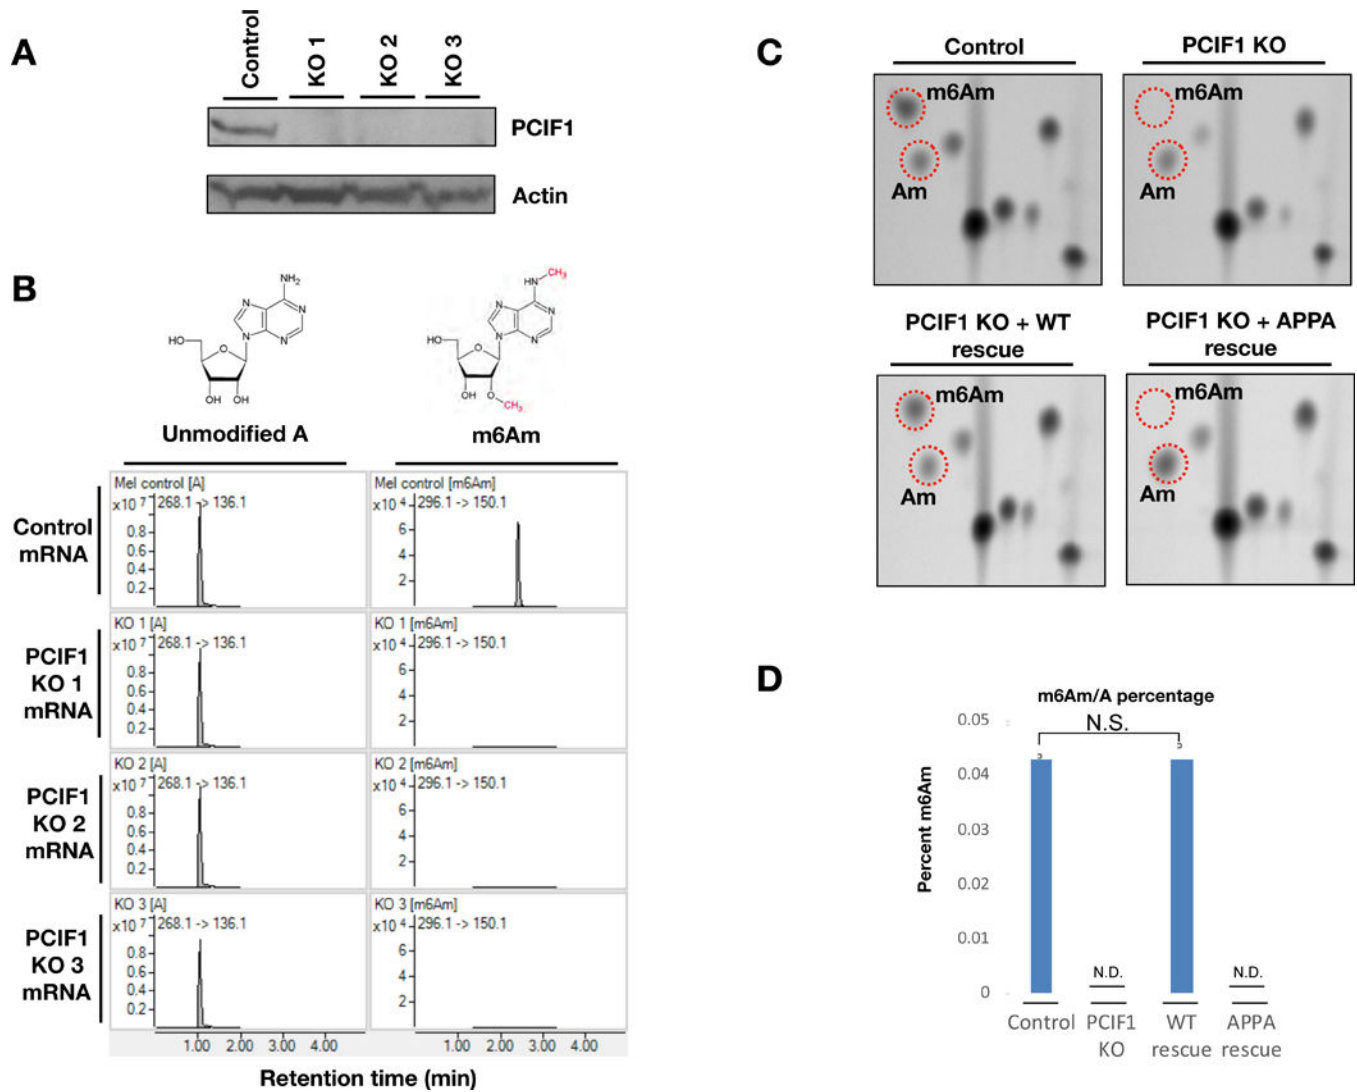 A
Control
KO 1
KO 2
KO 3
PCIF1
Actin
B
NH2
N
N
N
N
HO
O
OH OH
Unmodified A
HN CH3
N
N
N
N
HO
O
OH O CH3
m6Am
Control
mRNA
Mel control [A]
x10 7 268.1 -> 136.1
0.8
0.6
0.4
0.2
Mel control [m6Am]
x10 4 296.1 -> 150.1
6
4
2
PCIF1
KO 1
mRNA
KO 1 [A]
x10 7 268.1 -> 136.1
0.8
0.6
0.4
0.2
KO 1 [m6Am]
x10 4 296.1 -> 150.1
6
4
2
PCIF1
KO 2
mRNA
KO 2 [A]
x10 7 268.1 -> 136.1
0.8
0.6
0.4
0.2
KO 2 [m6Am]
x10 4 296.1 -> 150.1
6
4
2
PCIF1
KO 3
mRNA
KO 3 [A]
x10 7 268.1 -> 136.1
0.8
0.6
0.4
0.2
KO 3 [m6Am]
x10 4 296.1 -> 150.1
6
4
2
1.00 2.00 3.00 4.00
1.00 2.00 3.00 4.00
Retention time (min)
C
Control
m6Am
Am
PCIF1 KO
m6Am
Am
PCIF1 KO + WT
rescue
m6Am
Am
PCIF1 KO + APPA
rescue
m6Am
Am
D
m6Am/A percentage
N.S.
Percent m6Am
0.05
0.04
0.03
0.02
0.01
0
N.D.
N.D.
Control
PCIF1
KO
WT
rescue
APPA
rescue